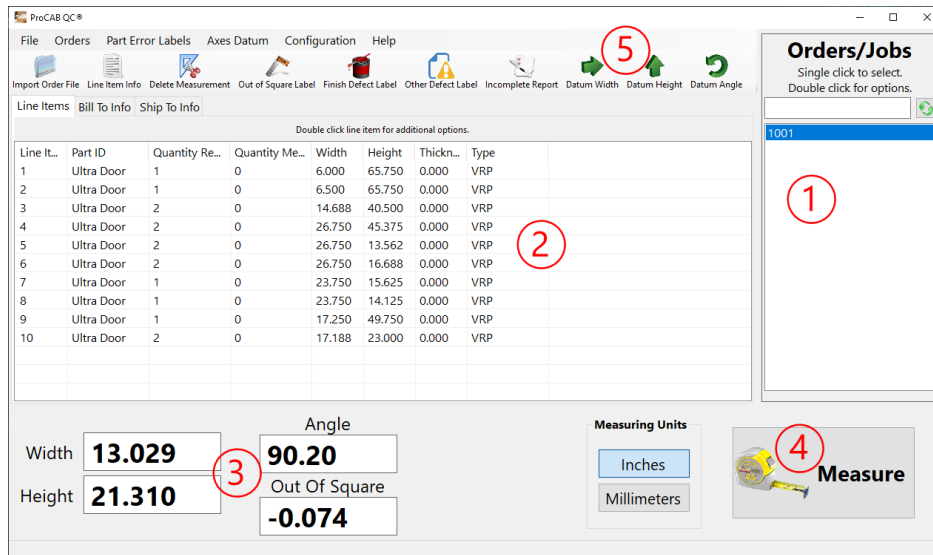 ProCAB QC®
File Orders Part Error Labels Axes Datum Configuration Help
Import Order File Line Item Info Delete Measurement Out of Square Label Finish Defect Label Other Defect Label Incomplete Report Datum Width Datum Height Datum Angle
5
Line Items Bill To Info Ship To Info
Double click line item for additional options.
Line It... Part ID Quantity Re... Quantity Me... Width Height Thickn... Type
1 Ultra Door 1 0 6.000 65.750 0.000 VRP
2 Ultra Door 1 0 6.500 65.750 0.000 VRP
3 Ultra Door 2 0 14.688 40.500 0.000 VRP
4 Ultra Door 2 0 26.750 45.375 0.000 VRP
5 Ultra Door 2 0 26.750 13.562 0.000 VRP
6 Ultra Door 2 0 26.750 16.688 0.000 VRP
7 Ultra Door 1 0 23.750 15.625 0.000 VRP
8 Ultra Door 1 0 23.750 14.125 0.000 VRP
9 Ultra Door 1 0 17.250 49.750 0.000 VRP
10 Ultra Door 2 0 17.188 23.000 0.000 VRP
2
Orders/Jobs
Single click to select.
Double click for options.
1001
1
Width 13.029
Height 21.310
3
Angle
90.20
Out Of Square
-0.074
Measuring Units
Inches
Millimeters
4
Measure